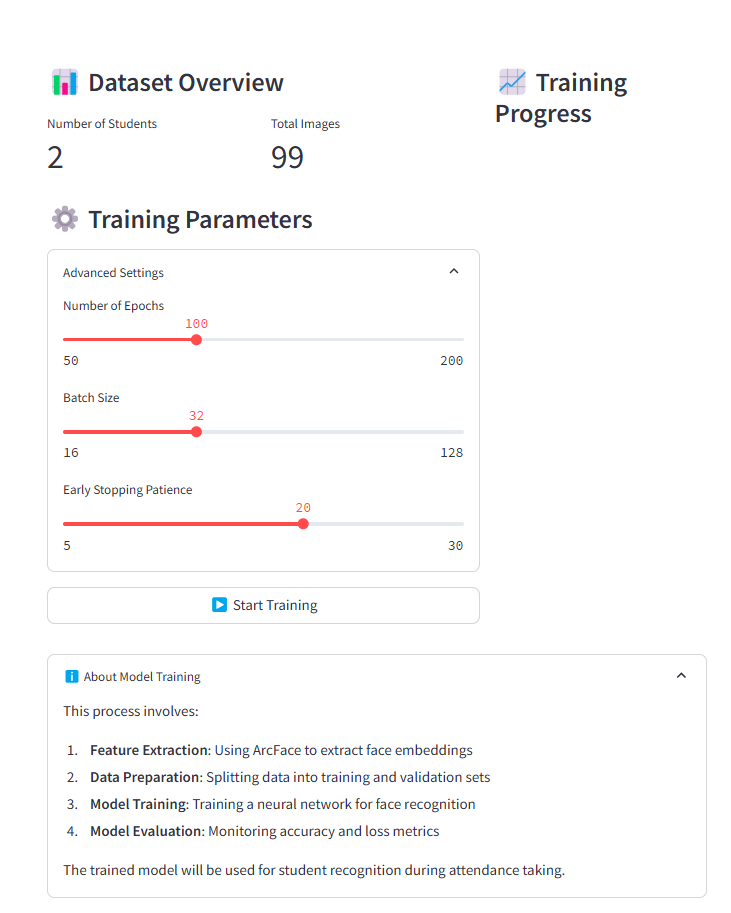 Dataset Overview
Number of Students
2
Total Images
99
Training
Progress
Training Parameters
Advanced Settings
Number of Epochs
100
50
200
Batch Size
32
16
128
Early Stopping Patience
20
5
30
Start Training
About Model Training
This process involves:
1. Feature Extraction: Using ArcFace to extract face embeddings
2. Data Preparation: Splitting data into training and validation sets
3. Model Training: Training a neural network for face recognition
4. Model Evaluation: Monitoring accuracy and loss metrics
The trained model will be used for student recognition during attendance taking.